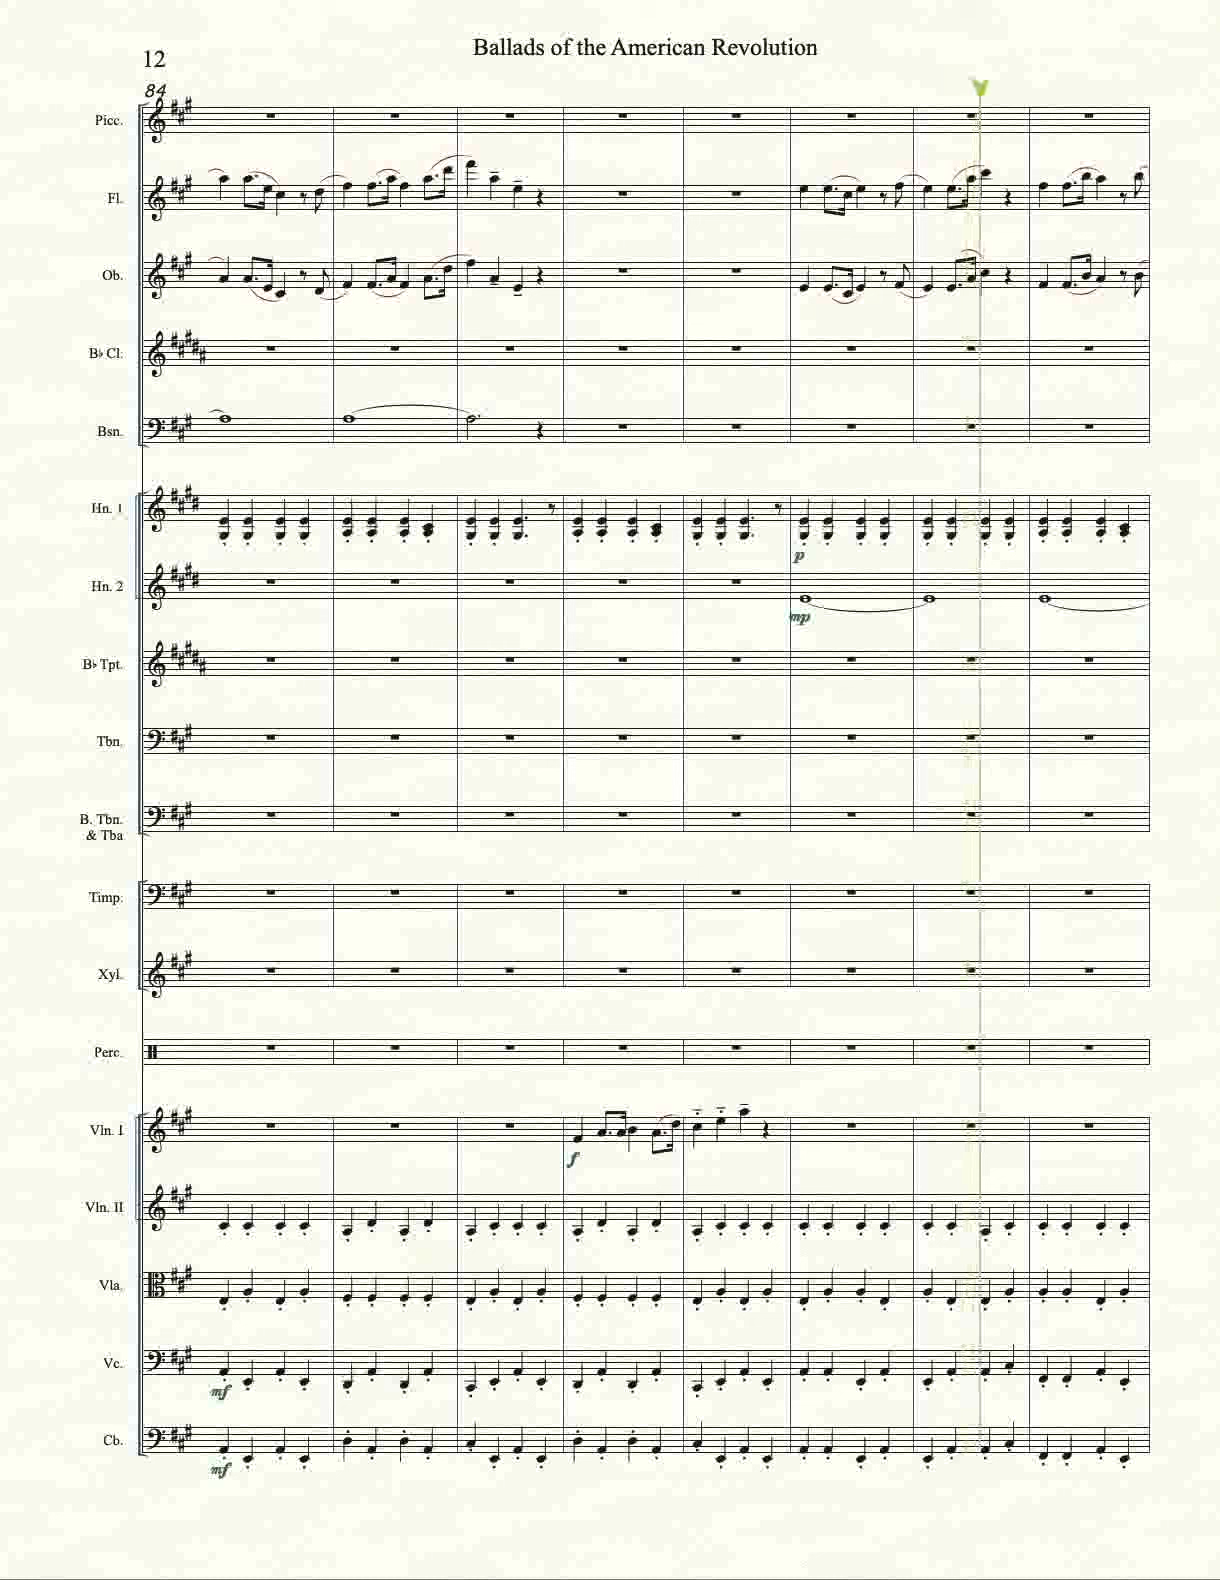 12
Ballads of the American Revolution
84
Picc.
Fl.
Ob.
B♭ Cl.
Bsn.
Hn. 1
p
Hn. 2
mp
B♭ Tpt.
Tbn.
B. Tbn.
& Tba
Timp.
Xyl.
Perc.
Vln. I
f
Vln. II
Vla.
Vc.
mf
Cb.
mf